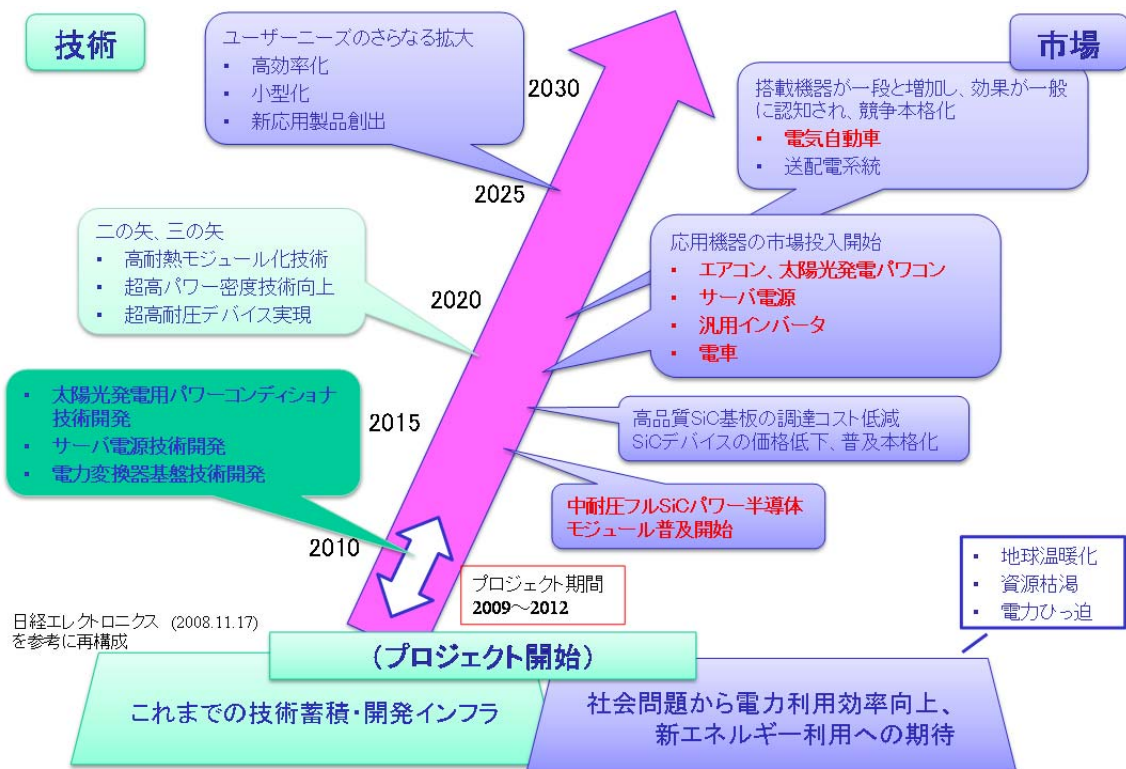 技術
市場
ユーザーニーズのさらなる拡大
▪ 高効率化
▪ 小型化
▪ 新応用製品創出
2030
搭載機器が一段と増加し、効果が一般
に認知され、競争本格化
▪ 電気自動車
▪ 送配電系統
2025
二の矢、三の矢
▪ 高耐熱モジュール化技術
▪ 超高パワー密度技術向上
▪ 超高耐圧デバイス実現
2020
応用機器の市場投入開始
▪ エアコン、太陽光発電パワコン
▪ サーバ電源
▪ 汎用インバータ
▪ 電車
▪ 太陽光発電用パワーコンディショナ
技術開発
▪ サーバ電源技術開発
▪ 電力変換器基盤技術開発
2015
高品質SiC基板の調達コスト低減
SiCデバイスの価格低下、普及本格化
中耐圧フルSiCパワー半導体
モジュール普及開始
2010
プロジェクト期間
2009～2012
▪ 地球温暖化
▪ 資源枯渇
▪ 電力ひっ迫
日経エレクトロニクス (2008.11.17)
を参考に再構成
(プロジェクト開始)
これまでの技術蓄積・開発インフラ
社会問題から電力利用効率向上、
新エネルギー利用への期待